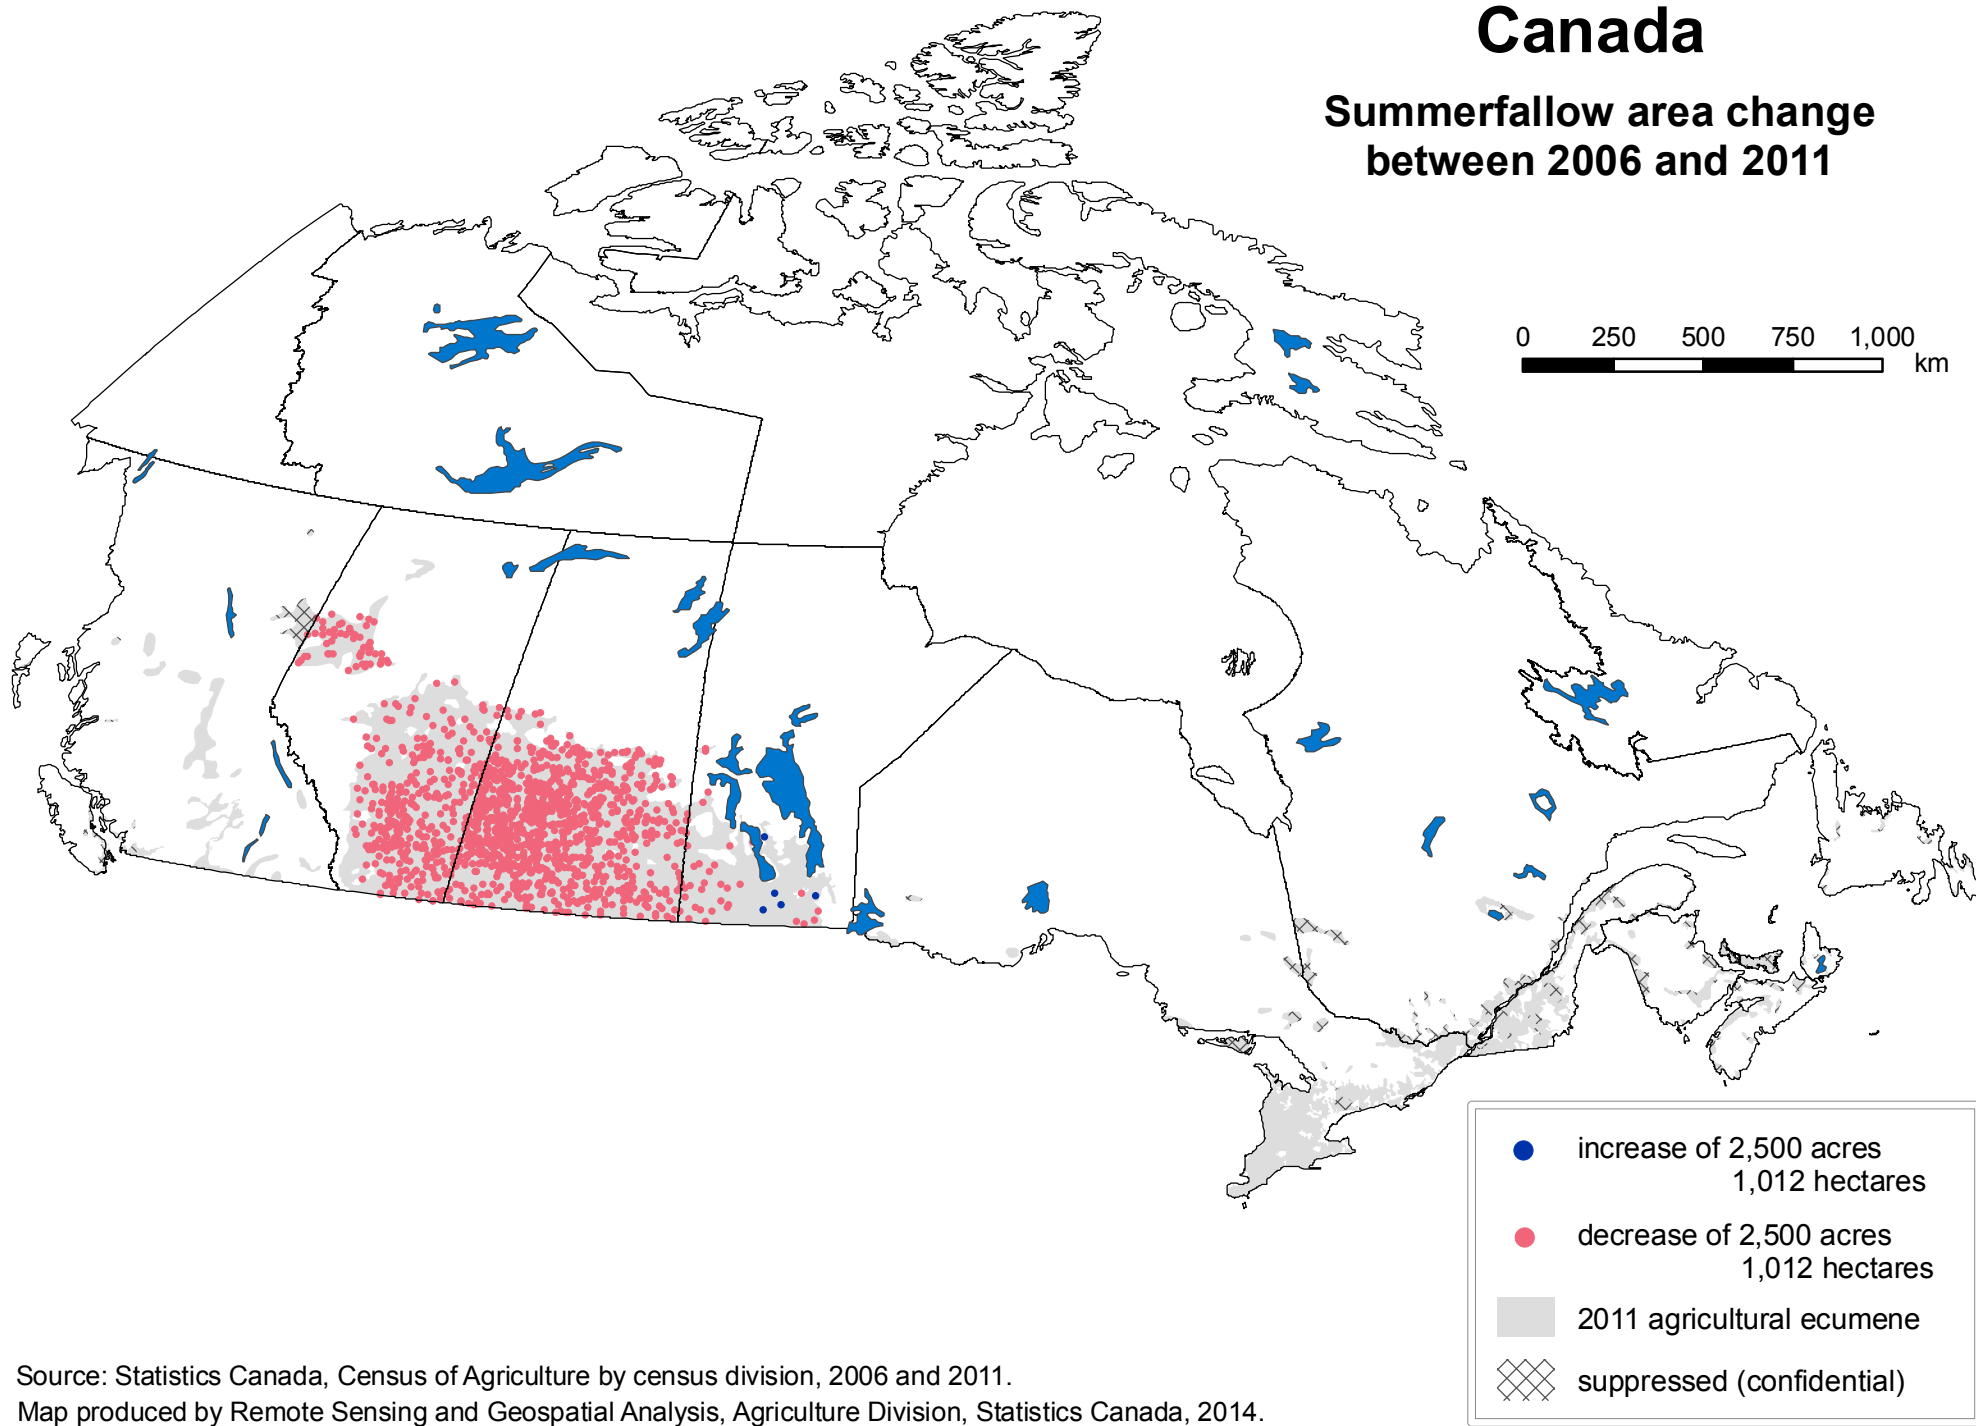 Canada
Summerfallow area change
between 2006 and 2011
0 250 500 750 1,000
km
increase of 2,500 acres
1,012 hectares
decrease of 2,500 acres
1,012 hectares
2011 agricultural ecumene
suppressed (confidential)
Source: Statistics Canada, Census of Agriculture by census division, 2006 and 2011.
Map produced by Remote Sensing and Geospatial Analysis, Agriculture Division, Statistics Canada, 2014.